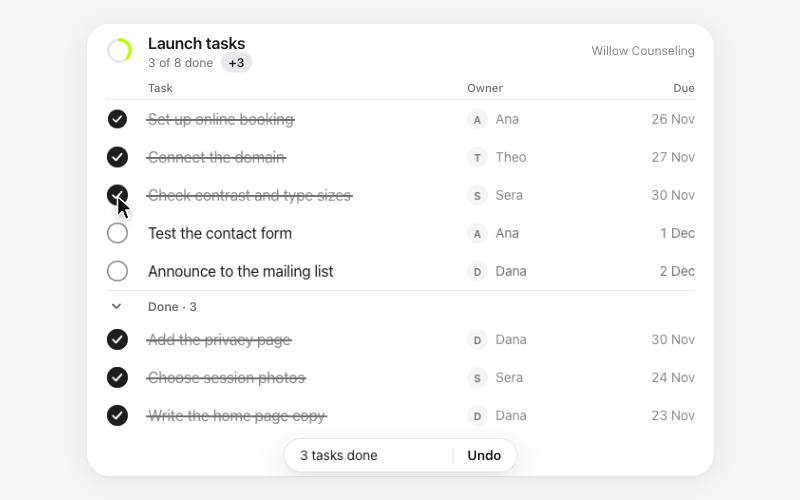 Launch tasks
3 of 8 done +3
Willow Counseling
Task Owner Due
Set up online booking A Ana 26 Nov
Connect the domain T Theo 27 Nov
Check contrast and type sizes S Sera 30 Nov
Test the contact form A Ana 1 Dec
Announce to the mailing list D Dana 2 Dec
Done · 3
Add the privacy page D Dana 30 Nov
Choose session photos S Sera 24 Nov
Write the home page copy D Dana 23 Nov
3 tasks done Undo